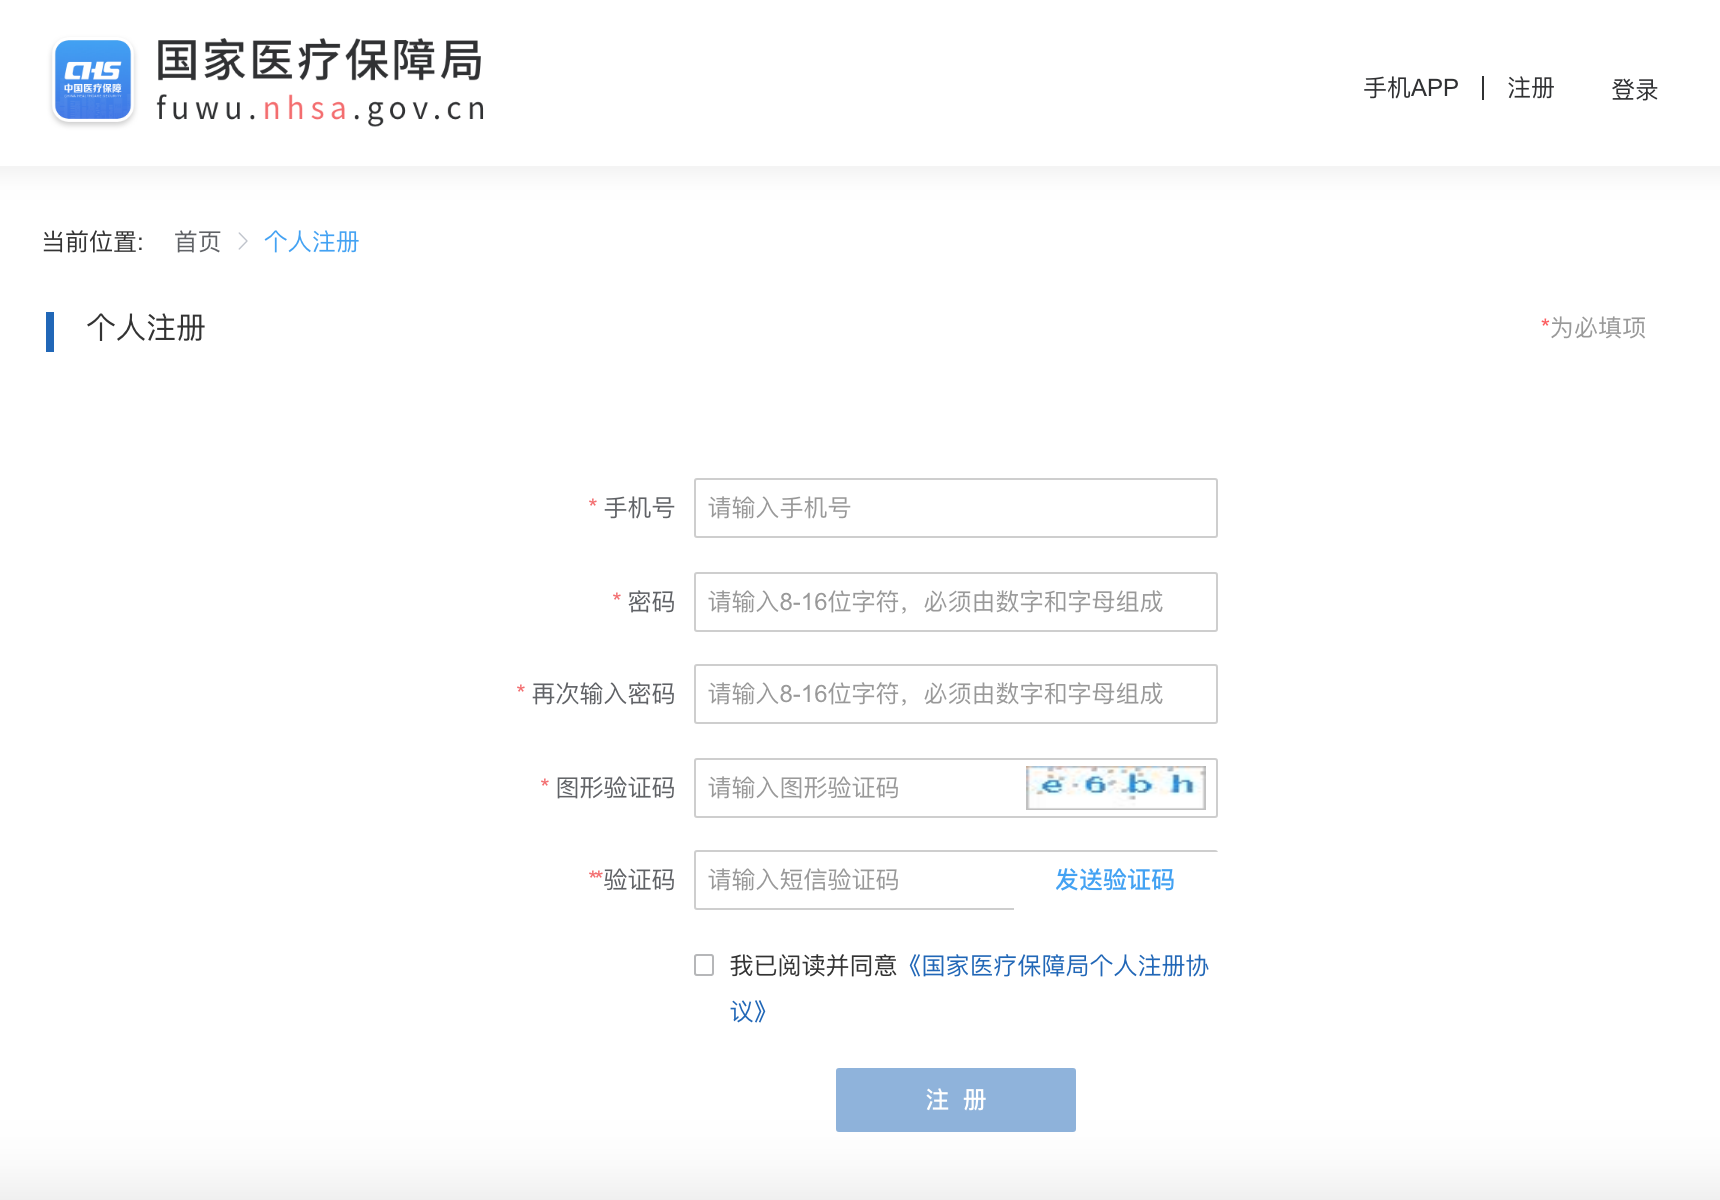 CHS
中国医疗保障
国家医疗保障局
fuwu.nhsa.gov.cn
手机APP 注册 登录
当前位置: 首页 > 个人注册
个人注册
*为必填项
* 手机号 请输入手机号
* 密码 请输入8-16位字符，必须由数字和字母组成
* 再次输入密码 请输入8-16位字符，必须由数字和字母组成
* 图形验证码 请输入图形验证码 e6bh
**验证码 请输入短信验证码 发送验证码
我已阅读并同意《国家医疗保障局个人注册协
议》
注 册